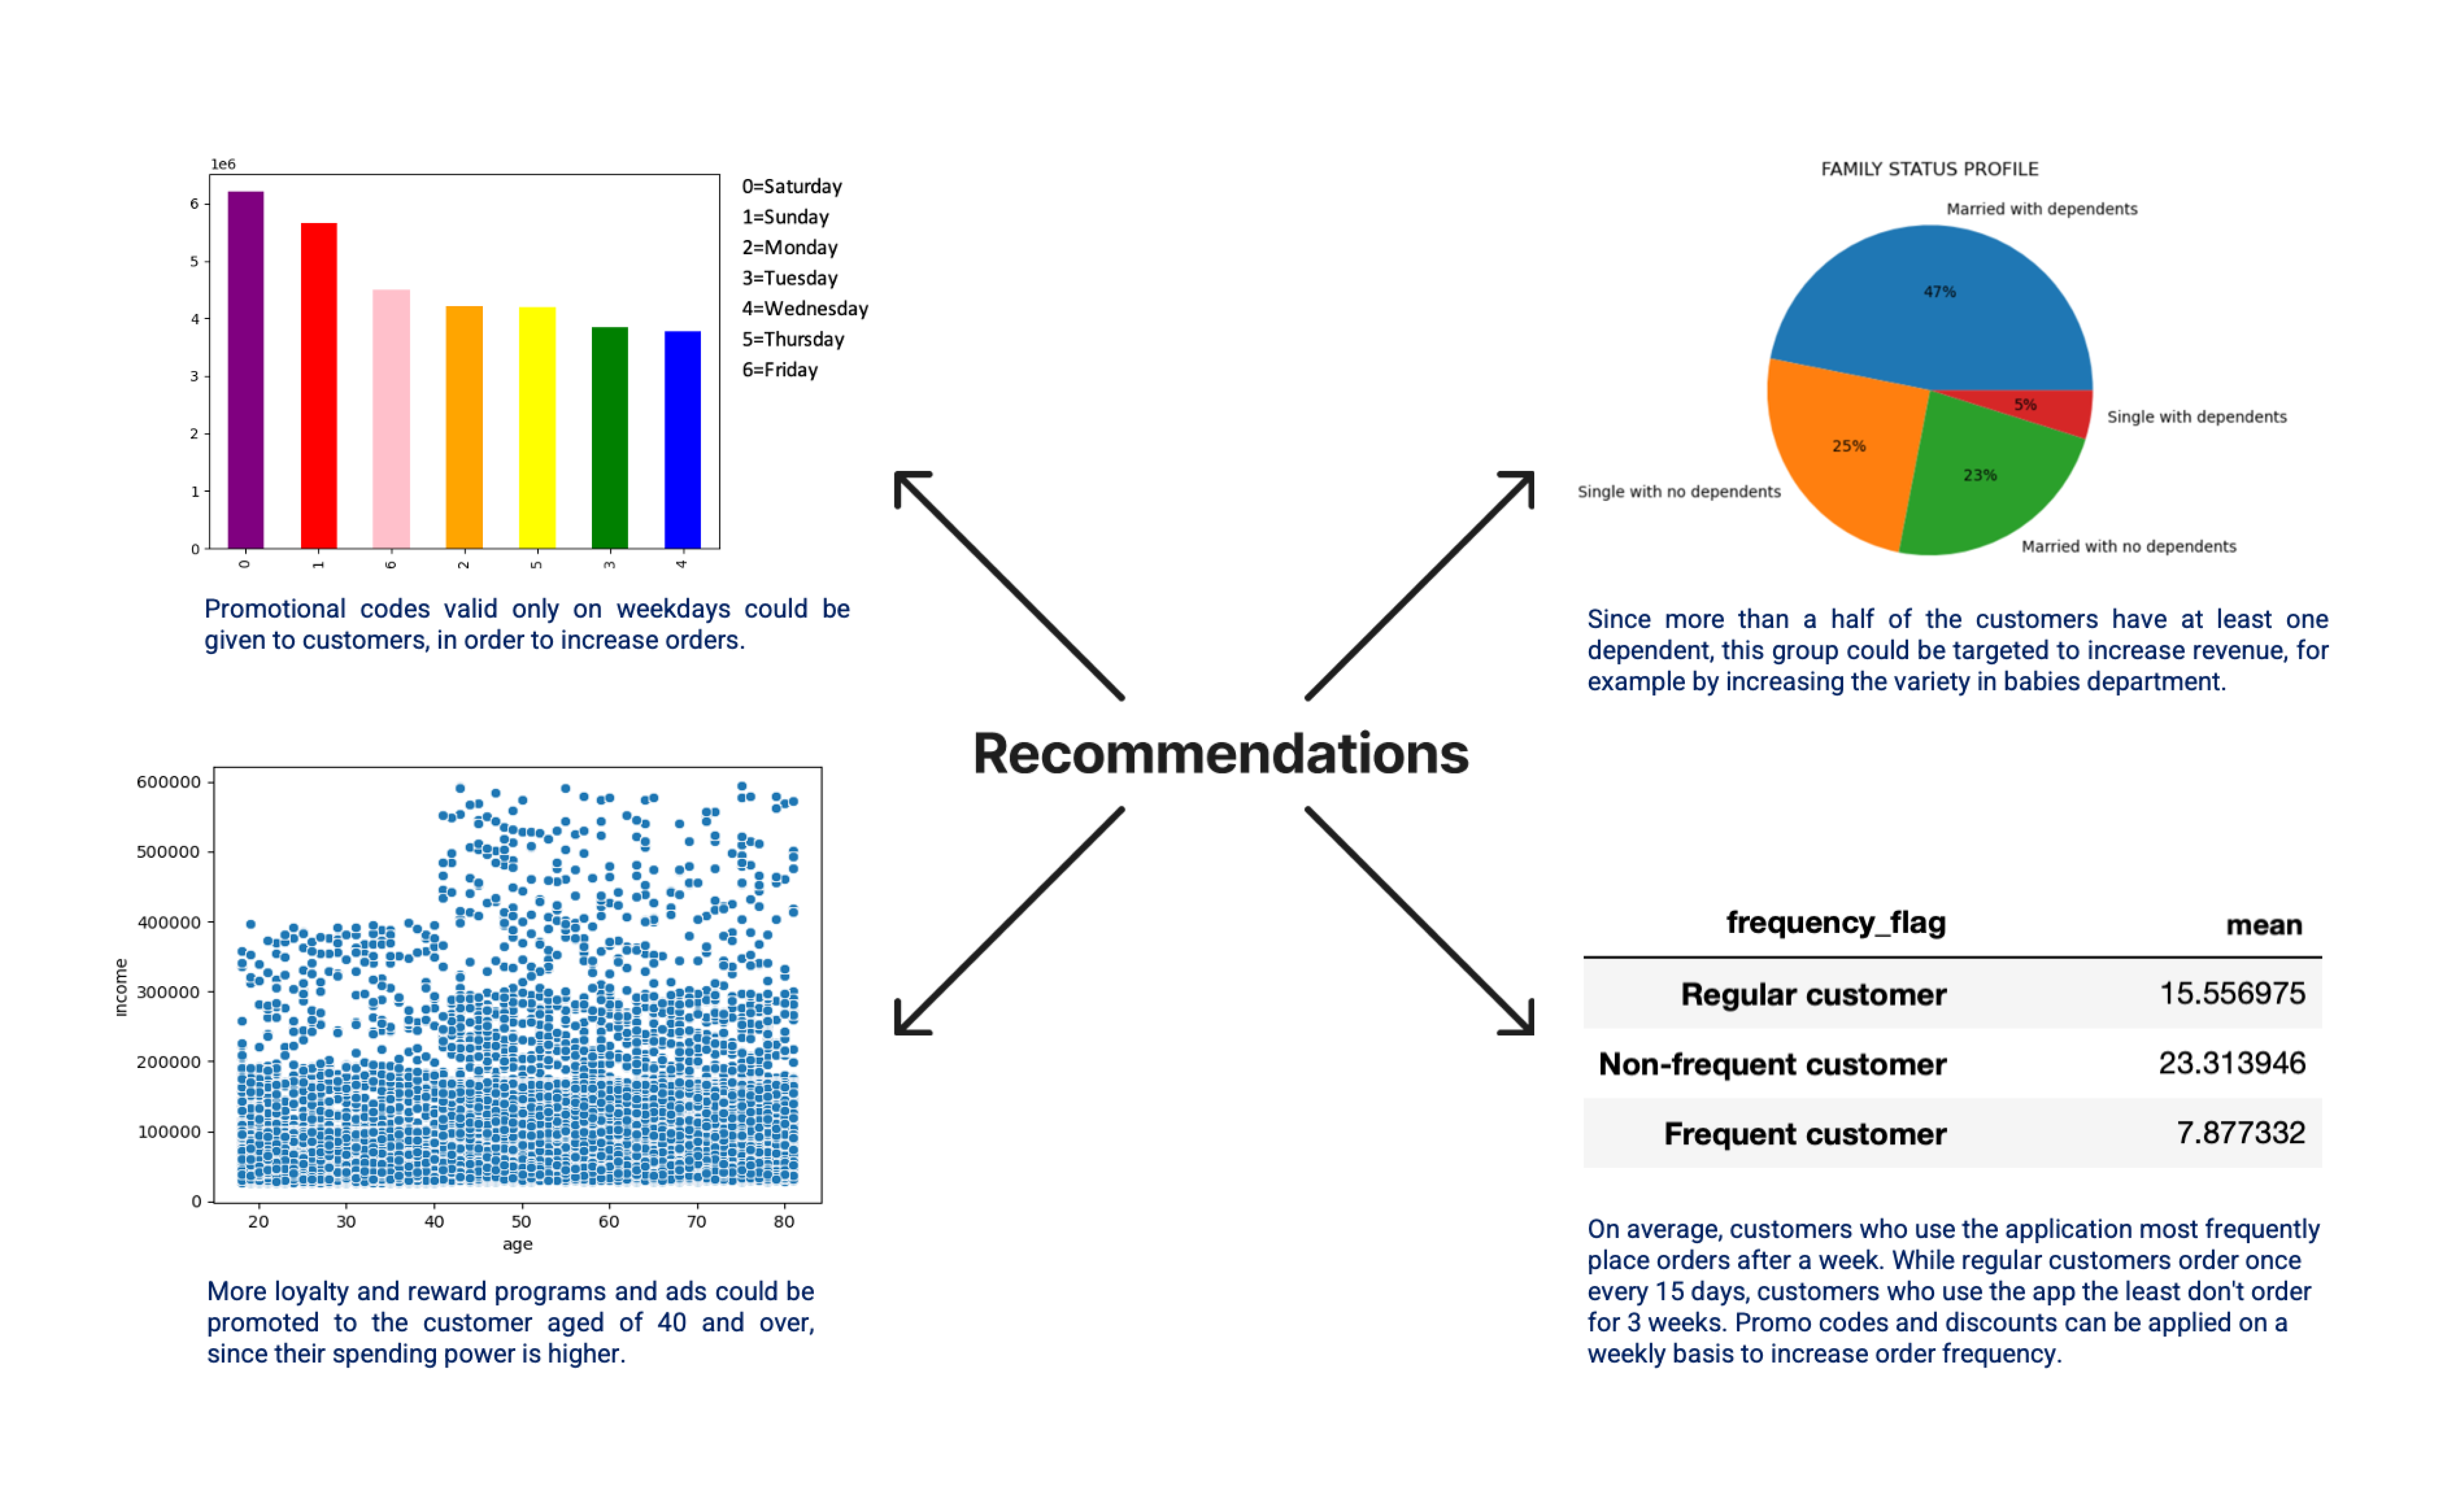 1e6
6
5
4
3
2
1
0
0 1 6 2 5 3 4
0=Saturday
1=Sunday
2=Monday
3=Tuesday
4=Wednesday
5=Thursday
6=Friday
Promotional codes valid only on weekdays could be
given to customers, in order to increase orders.
FAMILY STATUS PROFILE
Married with dependents
47%
5%
Single with dependents
25%
23%
Single with no dependents
Married with no dependents
Since more than a half of the customers have at least one
dependent, this group could be targeted to increase revenue, for
example by increasing the variety in babies department.
Recommendations
600000
500000
400000
300000
200000
100000
0
income
20 30 40 50 60 70 80
age
More loyalty and reward programs and ads could be
promoted to the customer aged of 40 and over,
since their spending power is higher.
frequency_flag mean
Regular customer 15.556975
Non-frequent customer 23.313946
Frequent customer 7.877332
On average, customers who use the application most frequently
place orders after a week. While regular customers order once
every 15 days, customers who use the app the least don't order
for 3 weeks. Promo codes and discounts can be applied on a
weekly basis to increase order frequency.